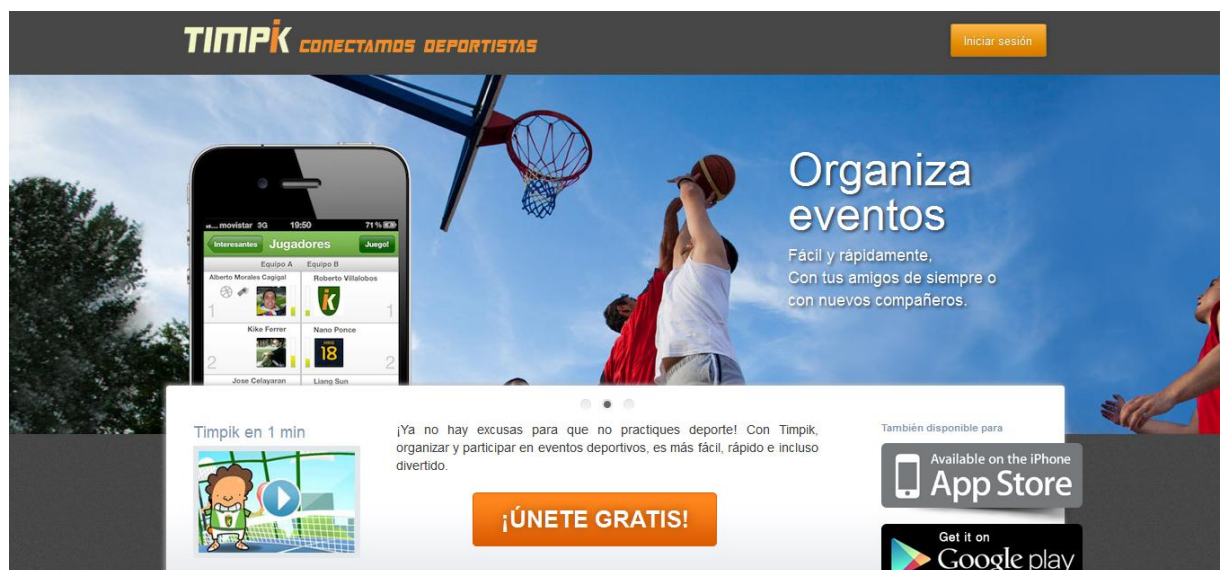 TIMPIK CONECTAMOS DEPORTISTAS
Iniciar sesión
Organiza
eventos
Fácil y rápidamente,
Con tus amigos de siempre o
con nuevos compañeros.
movistar 3G 19:50 71%
Interesantes Jugadores Juego!
Equipo A Equipo B
Alberto Morales Cagigal Roberto Villalobos
1 1
Kike Ferrer Nano Ponce
18
2 2
Jose Celayaran Liang Sun
Timpik en 1 min
¡Ya no hay excusas para que no practiques deporte! Con Timpik,
organizar y participar en eventos deportivos, es más fácil, rápido e incluso
divertido.
¡ÚNETE GRATIS!
También disponible para
Available on the iPhone
App Store
Get it on
Google play